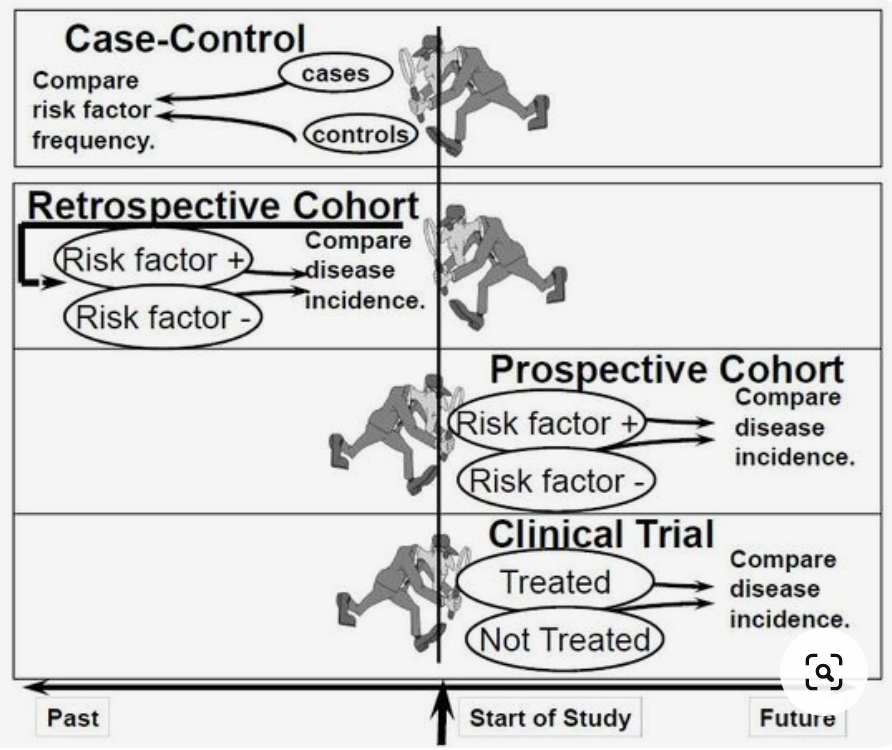 Case-Control
Compare
risk factor
frequency.
cases
controls
Retrospective Cohort
Risk factor +
Risk factor -
Compare
disease
incidence.
Prospective Cohort
Risk factor +
Risk factor -
Compare
disease
incidence.
Clinical Trial
Treated
Not Treated
Compare
disease
incidence.
Past
Start of Study
Future